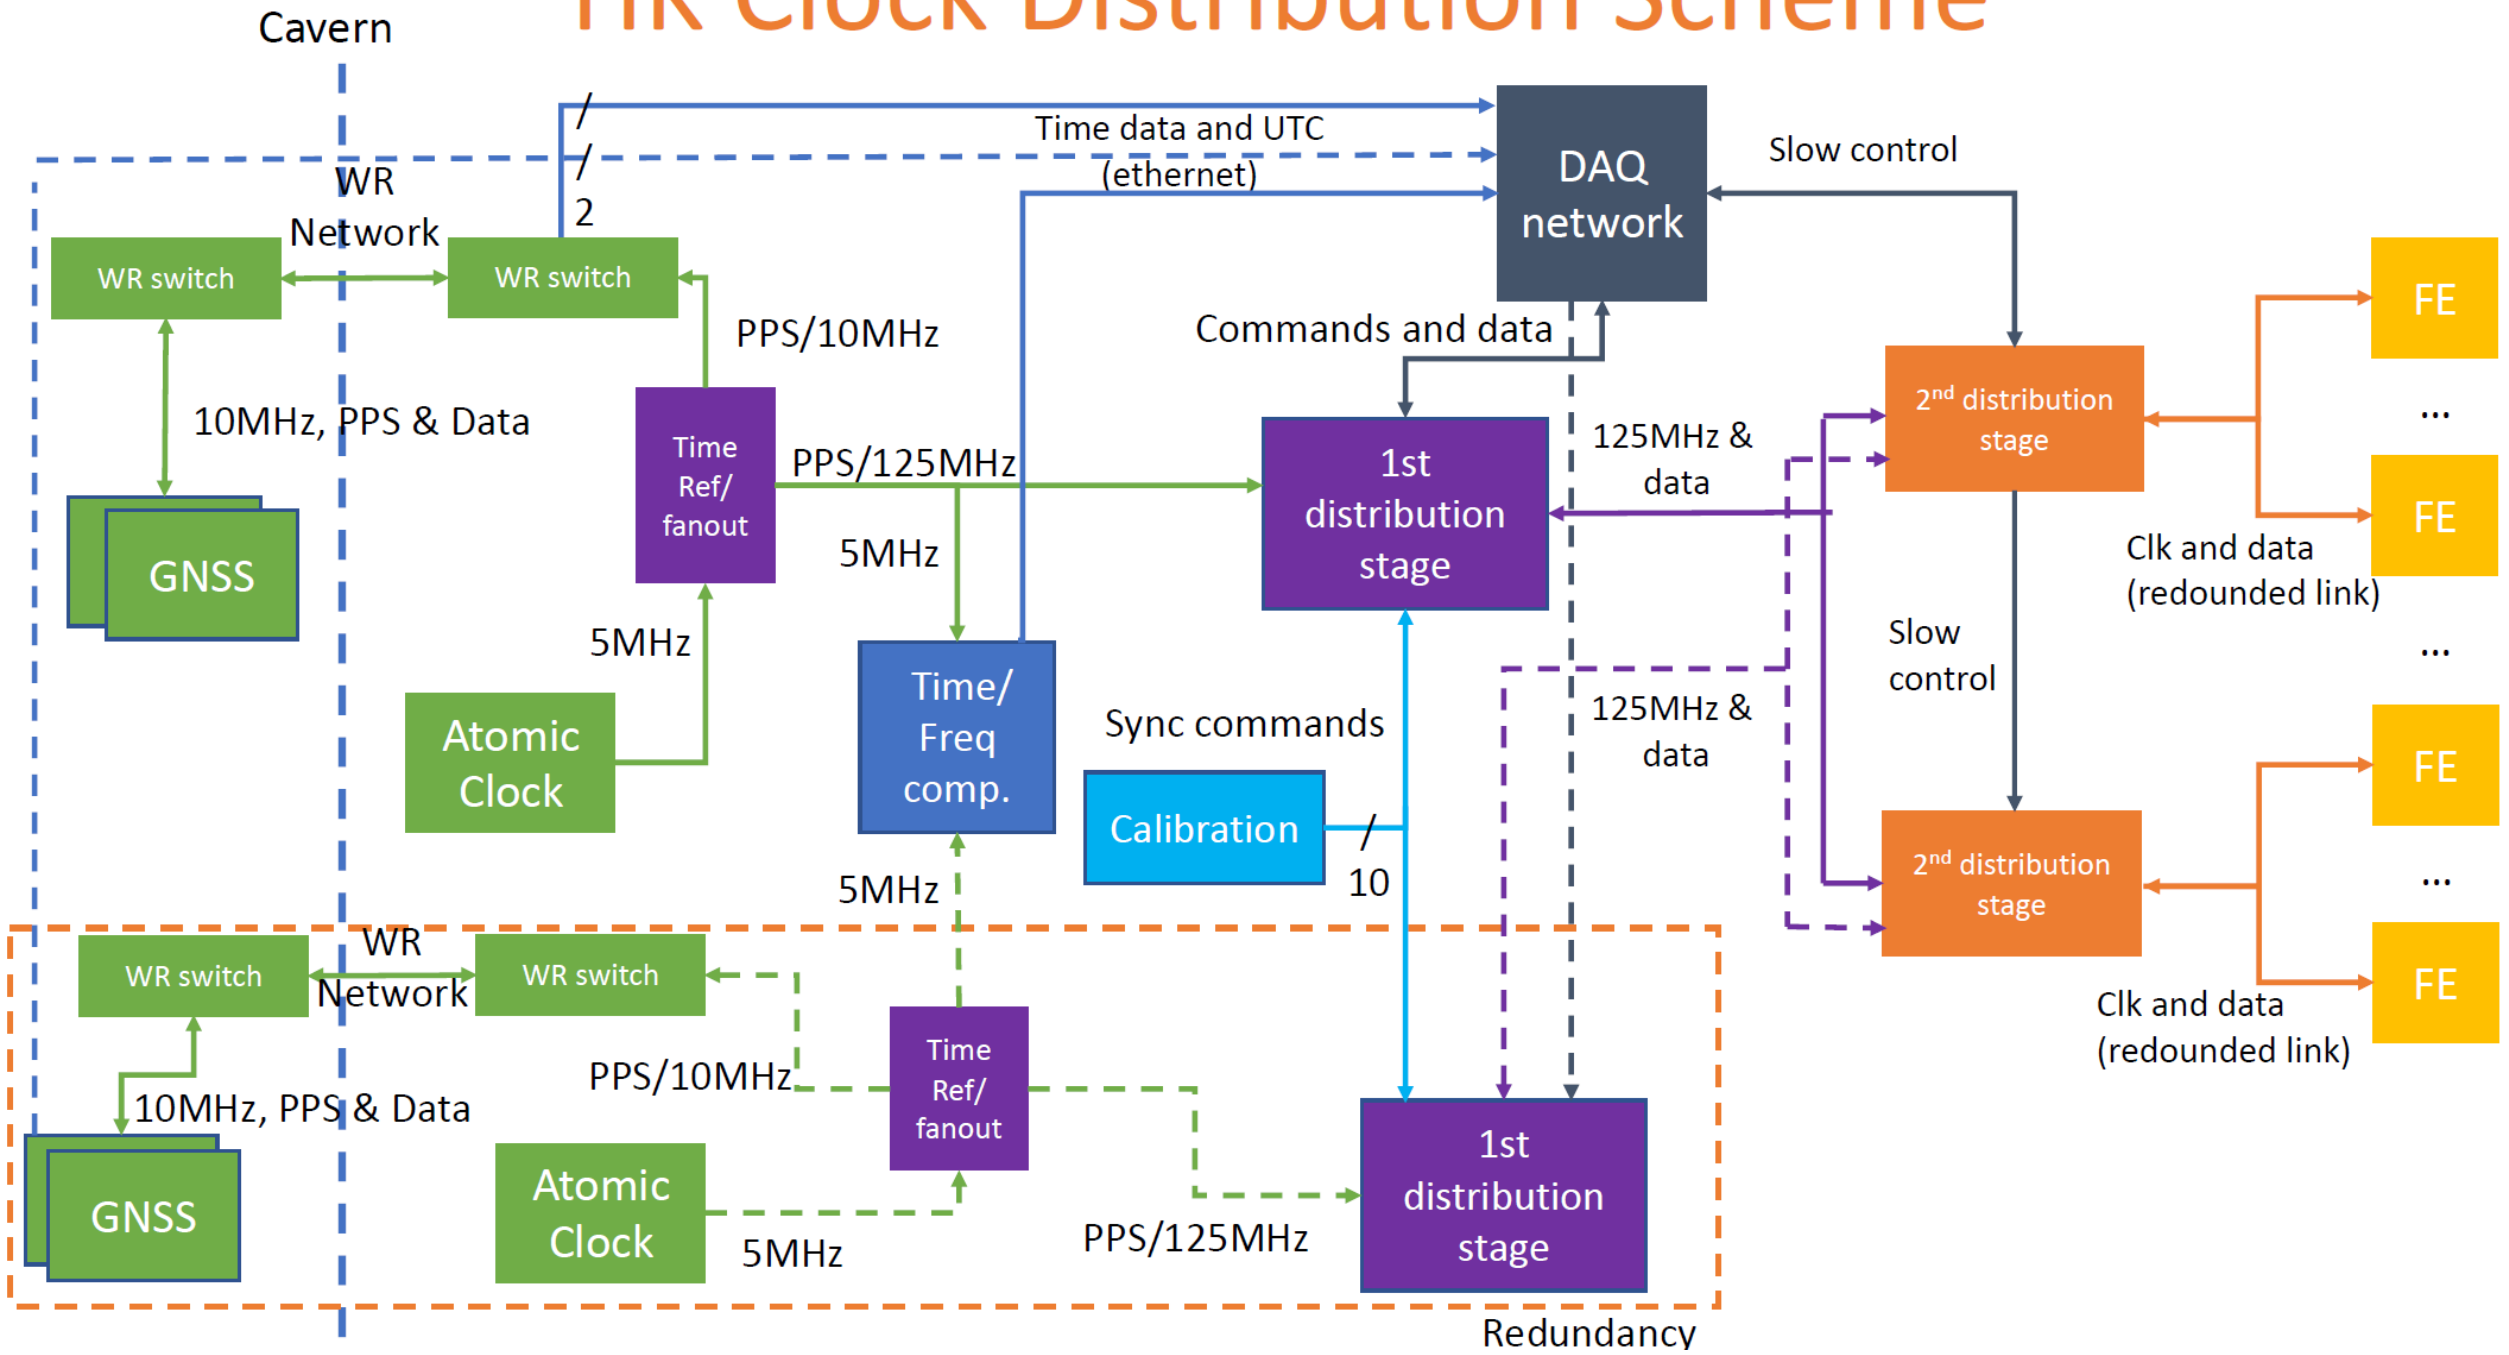 HK Clock Distribution Scheme
Cavern
/
/
2
Time data and UTC
(ethernet)
DAQ
network
Slow control
WR
Network
WR switch
WR switch
PPS/10MHz
Commands and data
FE
10MHz, PPS & Data
Time
Ref/
fanout
PPS/125MHz
1st
distribution
stage
125MHz &
data
2nd distribution
stage
...
FE
GNSS
5MHz
5MHz
Clk and data
(redounded link)
Atomic
Clock
Time/
Freq
comp.
Sync commands
Calibration
/
10
125MHz &
data
Slow
control
...
FE
2nd distribution
stage
...
FE
5MHz
WR
Network
WR switch
WR switch
Clk and data
(redounded link)
PPS/10MHz
Time
Ref/
fanout
10MHz, PPS & Data
GNSS
Atomic
Clock
5MHz
PPS/125MHz
1st
distribution
stage
Redundancy